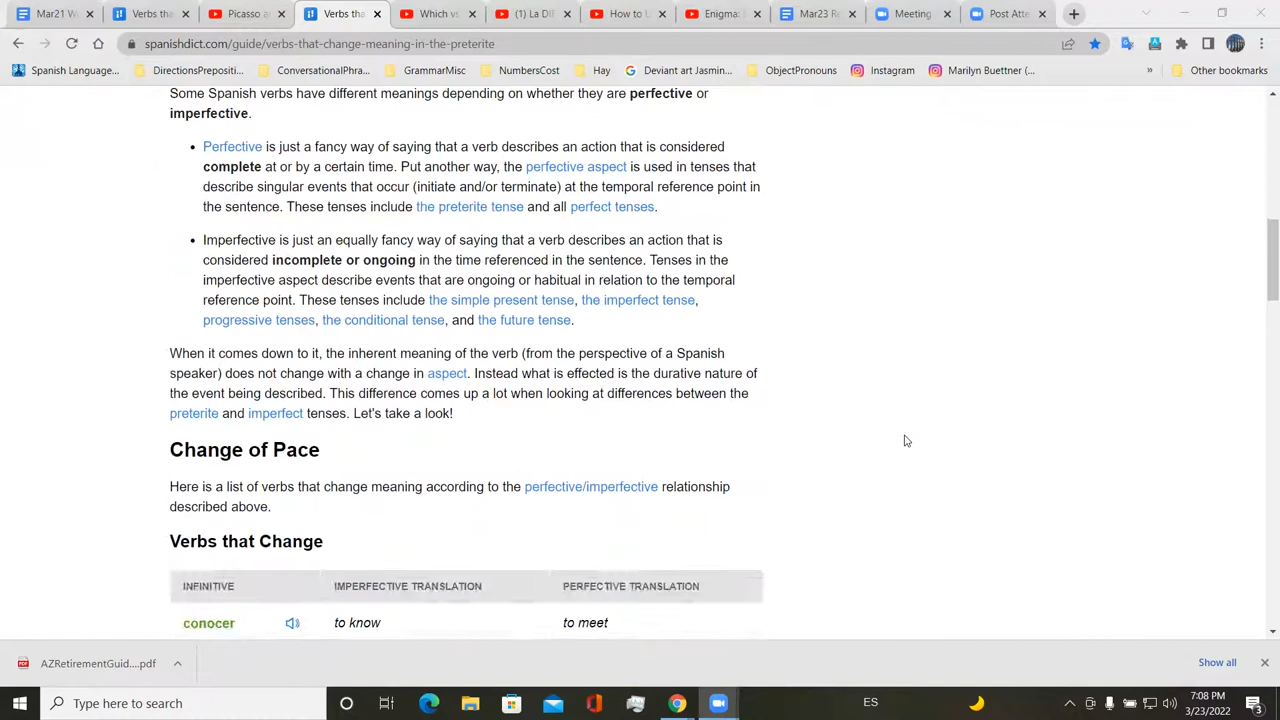 Mar21 W
Verbs th
Picasso a
Verbs th
Which vs
(1) La DI
How to
Enigma:
Mar23 Re
Meeting
Post Atte
spanishdict.com/guide/verbs-that-change-meaning-in-the-preterite
Spanish Language...
DirectionsPrepositi...
ConversationalPhra...
GrammarMisc
NumbersCost
Hay
Deviant art Jasmin...
ObjectPronouns
Instagram
Marilyn Buettner (...
»
Other bookmarks
Some Spanish verbs have different meanings depending on whether they are perfective or
imperfective.
• Perfective is just a fancy way of saying that a verb describes an action that is considered
complete at or by a certain time. Put another way, the perfective aspect is used in tenses that
describe singular events that occur (initiate and/or terminate) at the temporal reference point in
the sentence. These tenses include the preterite tense and all perfect tenses.
• Imperfective is just an equally fancy way of saying that a verb describes an action that is
considered incomplete or ongoing in the time referenced in the sentence. Tenses in the
imperfective aspect describe events that are ongoing or habitual in relation to the temporal
reference point. These tenses include the simple present tense, the imperfect tense,
progressive tenses, the conditional tense, and the future tense.
When it comes down to it, the inherent meaning of the verb (from the perspective of a Spanish
speaker) does not change with a change in aspect. Instead what is effected is the durative nature of
the event being described. This difference comes up a lot when looking at differences between the
preterite and imperfect tenses. Let's take a look!
Change of Pace
Here is a list of verbs that change meaning according to the perfective/imperfective relationship
described above.
Verbs that Change
INFINITIVE IMPERFECTIVE TRANSLATION PERFECTIVE TRANSLATION
conocer to know to meet
AZRetirementGuid....pdf
Show all
Type here to search
ES
7:08 PM
3/23/2022
3